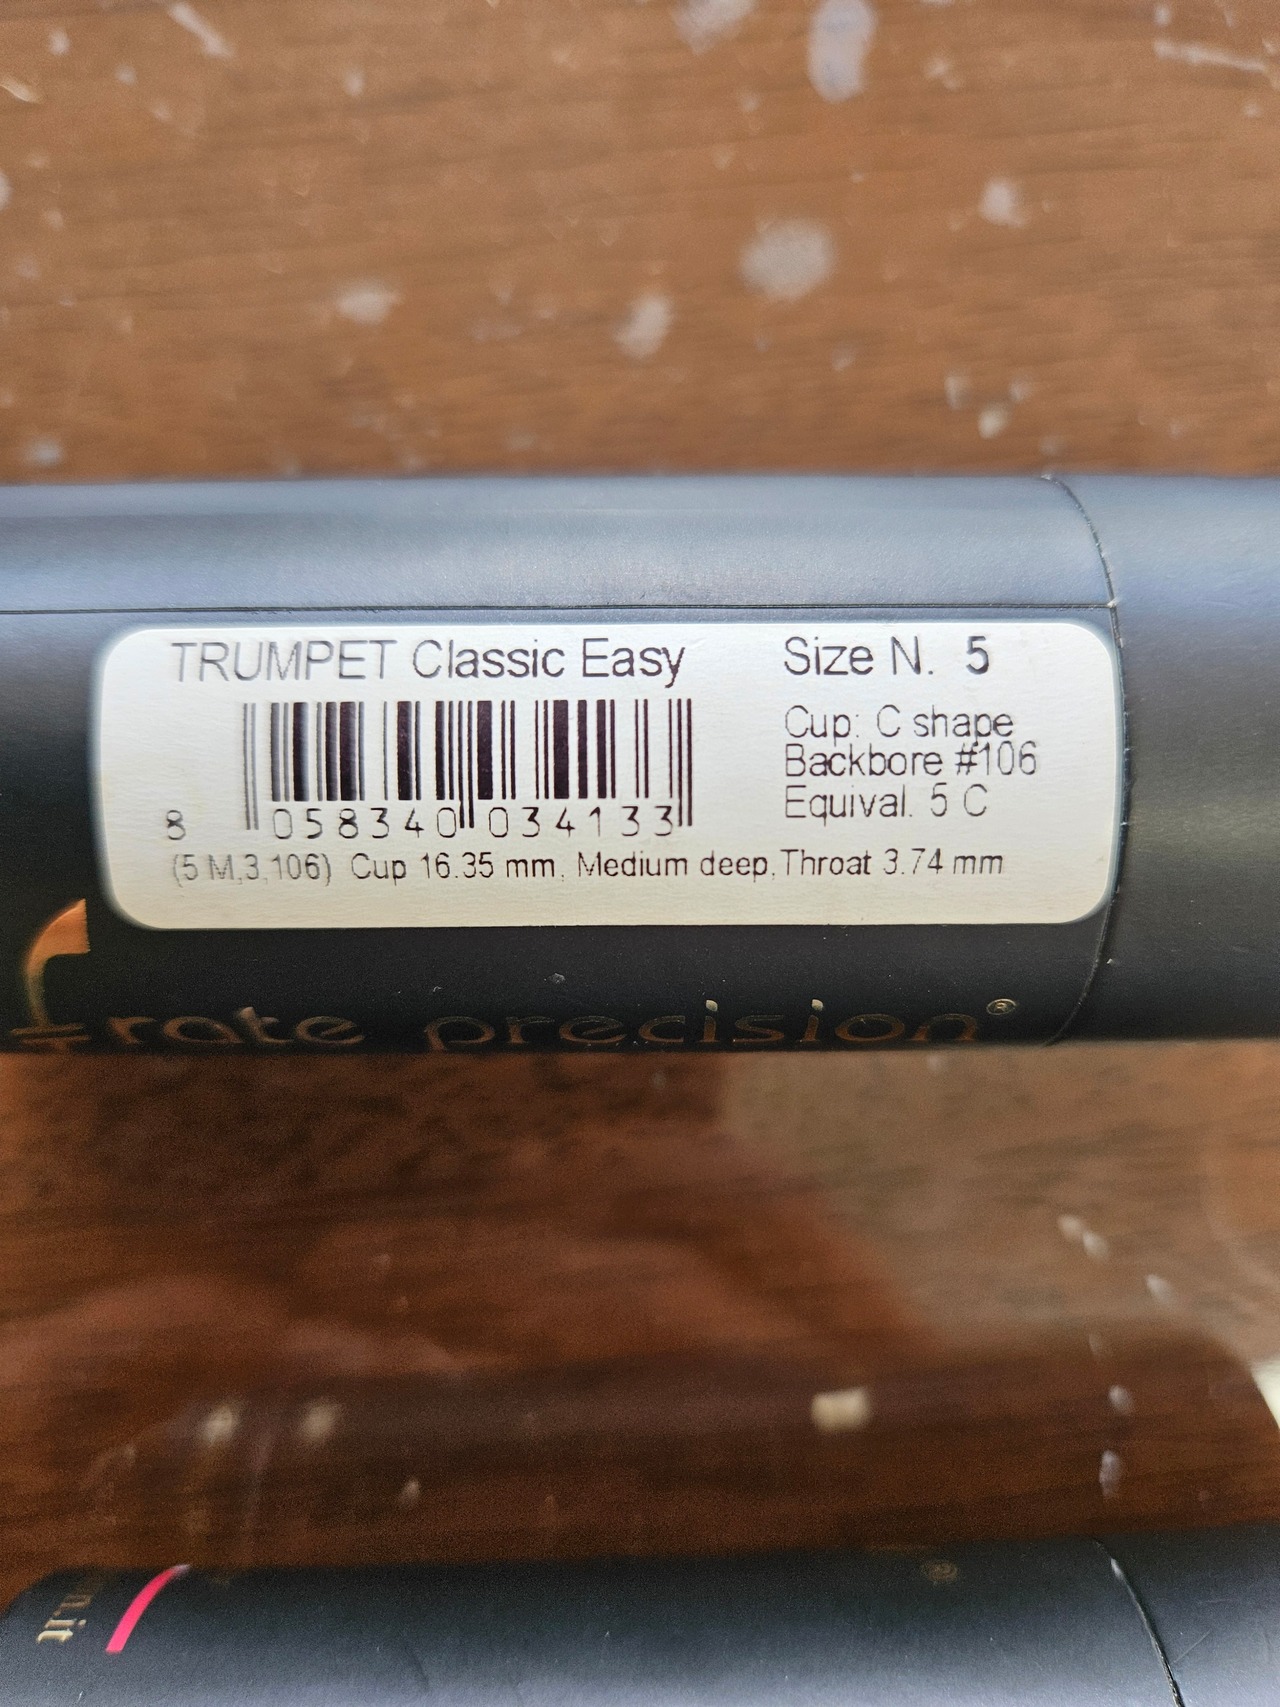 TRUMPET Classic Easy
Size N. 5
Cup: C shape
Backbore #106
Equival. 5 C
8 058340 034133
(5 M,3,106) Cup 16.35 mm, Medium deep,Throat 3.74 mm
frate precision®
n.it
®